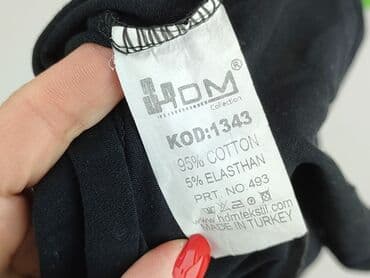 HDM®
Collection
KOD:1343
95% COTTON
5% ELASTHAN
PRT. NO.493
www.hdmtekstil.com
MADE IN TURKEY